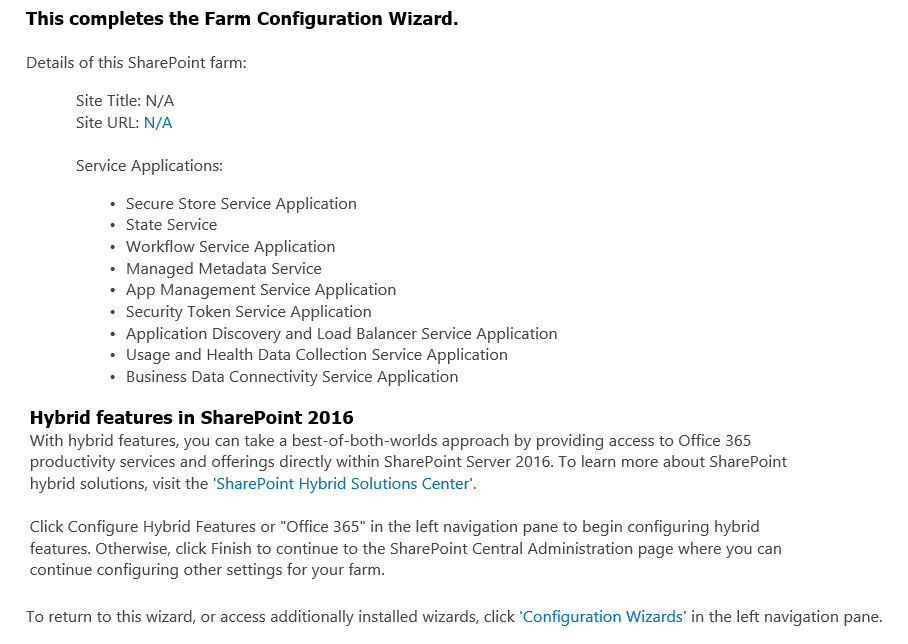 This completes the Farm Configuration Wizard.
Details of this SharePoint farm:
Site Title: N/A
Site URL: N/A
Service Applications:
• Secure Store Service Application
• State Service
• Workflow Service Application
• Managed Metadata Service
• App Management Service Application
• Security Token Service Application
• Application Discovery and Load Balancer Service Application
• Usage and Health Data Collection Service Application
• Business Data Connectivity Service Application
Hybrid features in SharePoint 2016
With hybrid features, you can take a best-of-both-worlds approach by providing access to Office 365
productivity services and offerings directly within SharePoint Server 2016. To learn more about SharePoint
hybrid solutions, visit the 'SharePoint Hybrid Solutions Center'.
Click Configure Hybrid Features or "Office 365" in the left navigation pane to begin configuring hybrid
features. Otherwise, click Finish to continue to the SharePoint Central Administration page where you can
continue configuring other settings for your farm.
To return to this wizard, or access additionally installed wizards, click 'Configuration Wizards' in the left navigation pane.